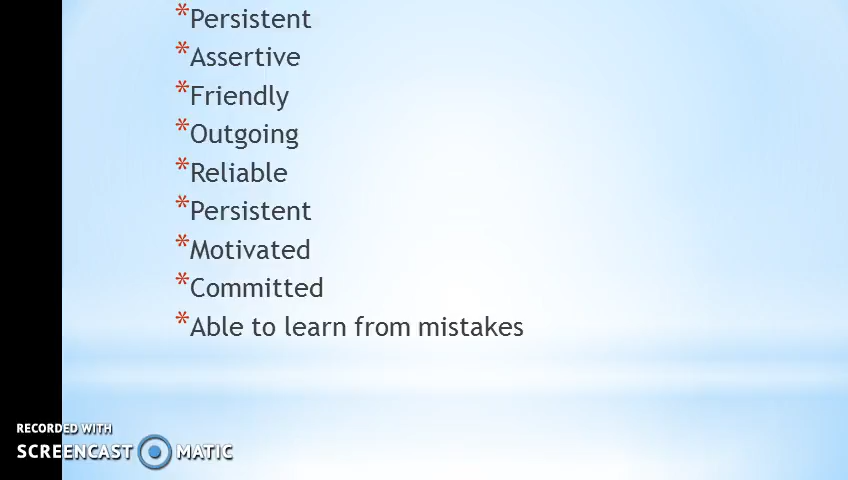 *Persistent
*Assertive
*Friendly
*Outgoing
*Reliable
*Persistent
*Motivated
*Committed
*Able to learn from mistakes
RECORDED WITH
SCREENCAST MATIC